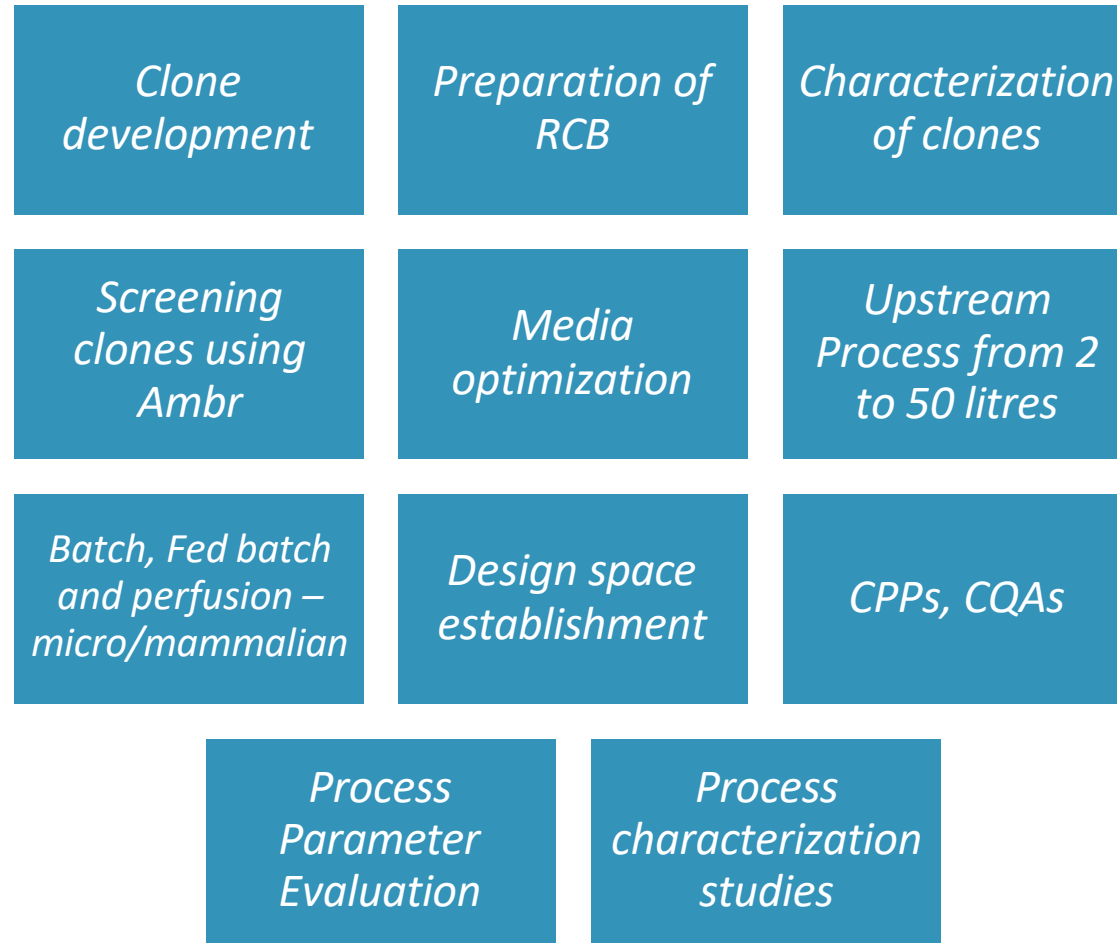 Clone
development
Preparation of
RCB
Characterization
of clones
Screening
clones using
Ambr
Media
optimization
Upstream
Process from 2
to 50 litres
Batch, Fed batch
and perfusion –
micro/mammalian
Design space
establishment
CPPs, CQAs
Process
Parameter
Evaluation
Process
characterization
studies